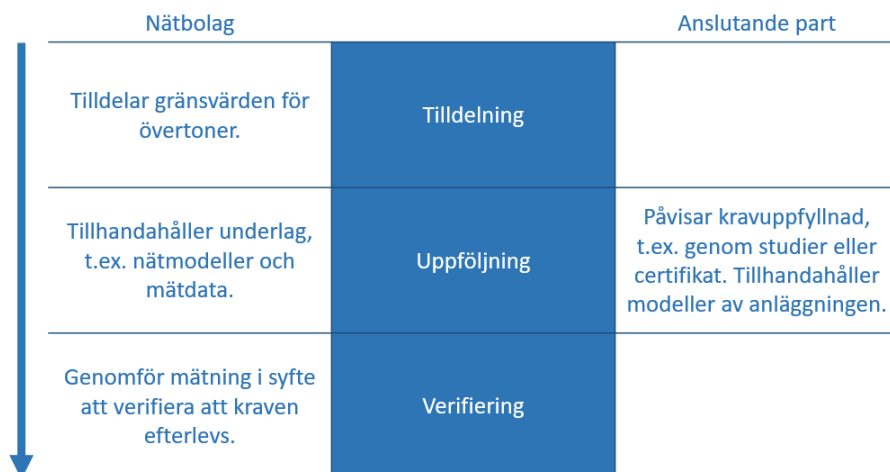 Nätbolag
Anslutande part
Tilldelar gränsvärden för
övertoner.
Tilldelning
Tillhandahåller underlag,
t.ex. nätmodeller och
mätdata.
Uppföljning
Påvisar kravuppfyllnad,
t.ex. genom studier eller
certifikat. Tillhandahåller
modeller av anläggningen.
Genomför mätning i syfte
att verifiera att kraven
efterlevs.
Verifiering